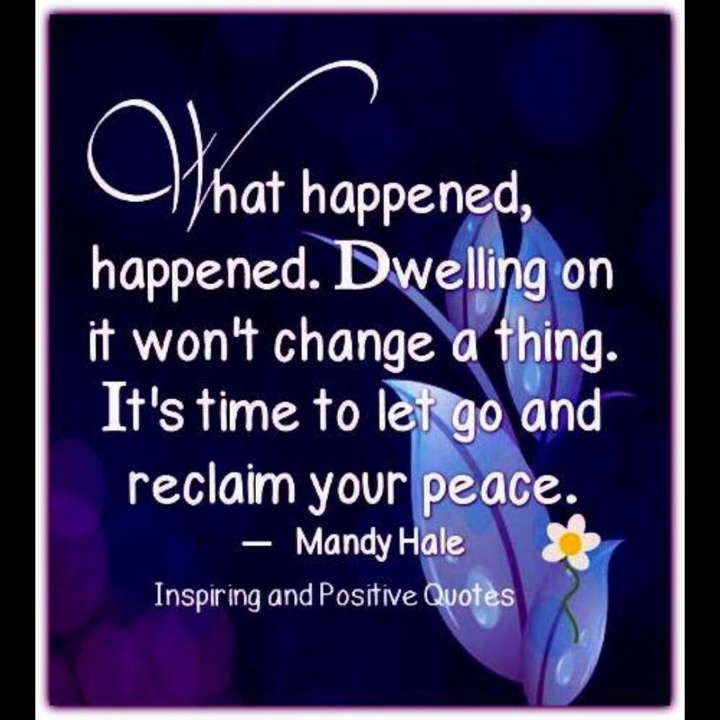 What happened,
happened. Dwelling on
it won't change a thing.
It's time to let go and
reclaim your peace.
— Mandy Hale
Inspiring and Positive Quotes